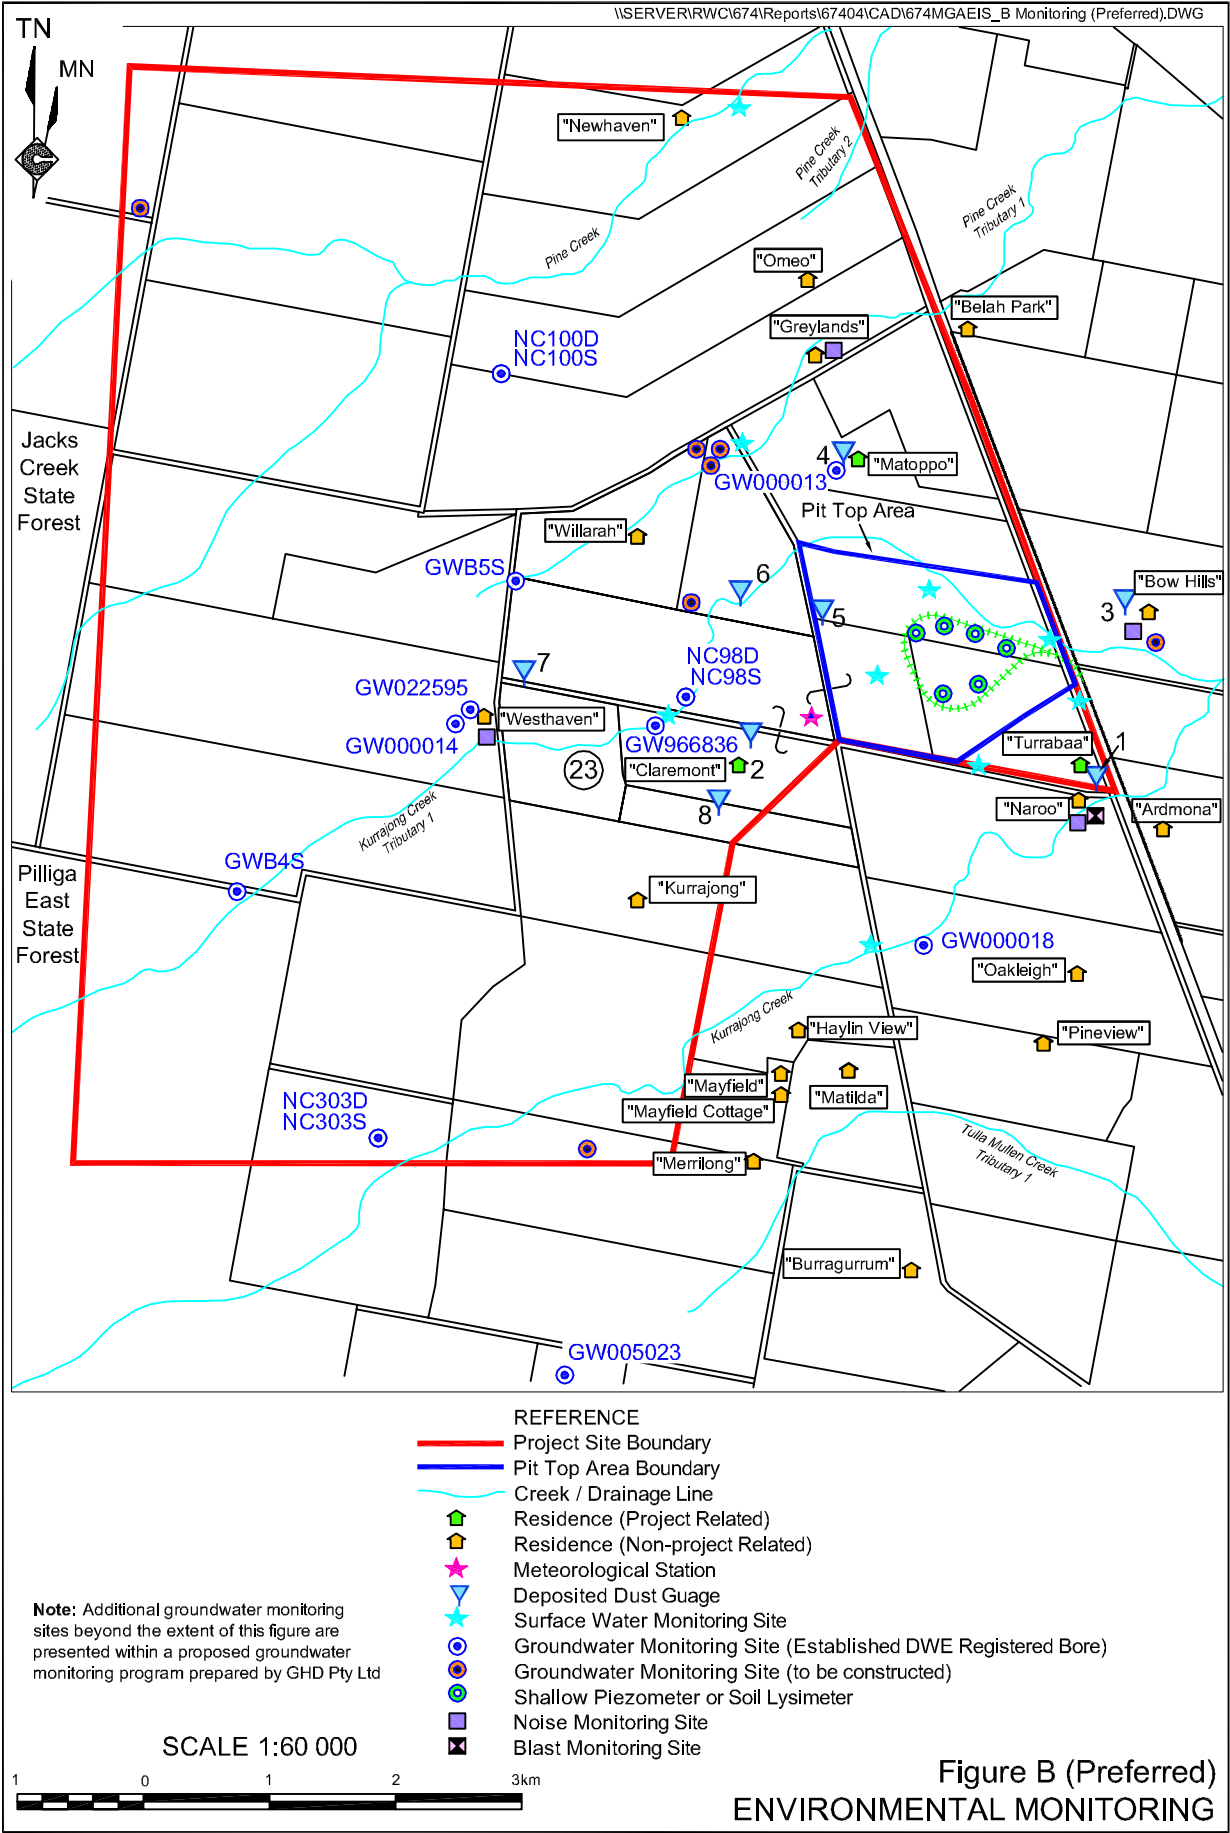 \\SERVER\RWC\674\Reports\67404\CAD\674MGAEIS_B Monitoring (Preferred).DWG
TN
MN
"Newhaven"
Pine Creek
Tributary 2
Pine Creek
Tributary 1
Pine Creek
"Omeo"
"Belah Park"
"Greylands"
NC100D
NC100S
Jacks
Creek
State
Forest
4
"Matoppo"
GW000013
Pit Top Area
"Willarah"
GWB5S
6
5
"Bow Hills"
3
7
NC98D
NC98S
GW022595
"Westhaven"
GW000014
GW966836
"Turrabaa"
1
"Claremont"
2
23
8
"Naroo"
"Ardmona"
Kurrajong Creek
Tributary 1
GWB4S
Pilliga
East
State
Forest
"Kurrajong"
GW000018
"Oakleigh"
Kurrajong Creek
"Haylin View"
"Pineview"
"Mayfield"
"Matilda"
"Mayfield Cottage"
NC303D
NC303S
"Merrilong"
Tulla Mullen Creek
Tributary 1
"Burragurrum"
GW005023
REFERENCE
Project Site Boundary
Pit Top Area Boundary
Creek / Drainage Line
Residence (Project Related)
Residence (Non-project Related)
Meteorological Station
Deposited Dust Guage
Surface Water Monitoring Site
Groundwater Monitoring Site (Established DWE Registered Bore)
Groundwater Monitoring Site (to be constructed)
Shallow Piezometer or Soil Lysimeter
Noise Monitoring Site
Blast Monitoring Site
Note: Additional groundwater monitoring
sites beyond the extent of this figure are
presented within a proposed groundwater
monitoring program prepared by GHD Pty Ltd
SCALE 1:60 000
1 0 1 2 3km
Figure B (Preferred)
ENVIRONMENTAL MONITORING